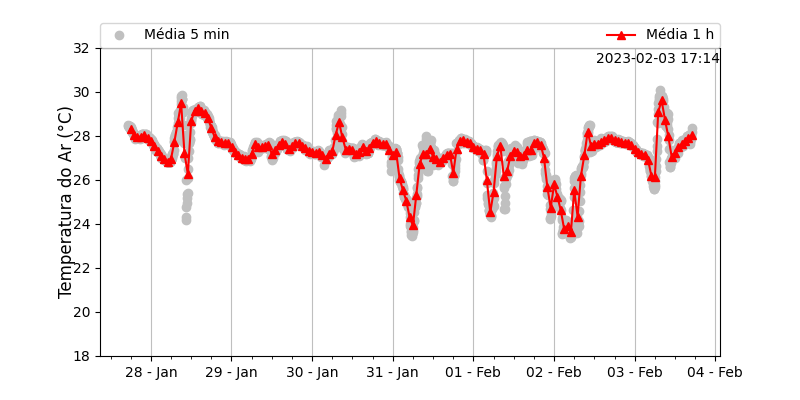 Média 5 min
Média 1 h
2023-02-03 17:14
Temperatura do Ar (°C)
32
30
28
26
24
22
20
18
28 - Jan
29 - Jan
30 - Jan
31 - Jan
01 - Feb
02 - Feb
03 - Feb
04 - Feb